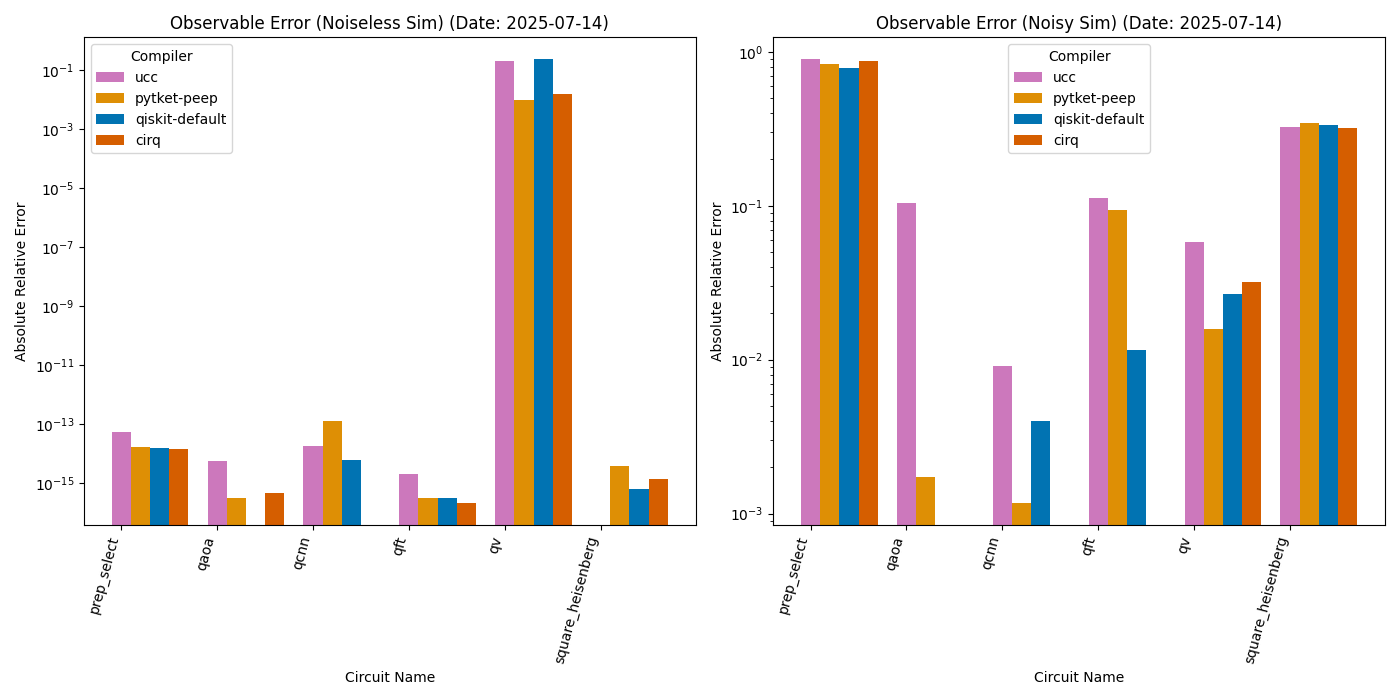 Observable Error (Noiseless Sim) (Date: 2025-07-14)
Absolute Relative Error
10^-1
10^-3
10^-5
10^-7
10^-9
10^-11
10^-13
10^-15
Compiler
ucc
pytket-peep
qiskit-default
cirq
prep_select
qaoa
qcnn
qft
qv
square_heisenberg
Circuit Name
Observable Error (Noisy Sim) (Date: 2025-07-14)
Absolute Relative Error
10^0
10^-1
10^-2
10^-3
Compiler
ucc
pytket-peep
qiskit-default
cirq
prep_select
qaoa
qcnn
qft
qv
square_heisenberg
Circuit Name